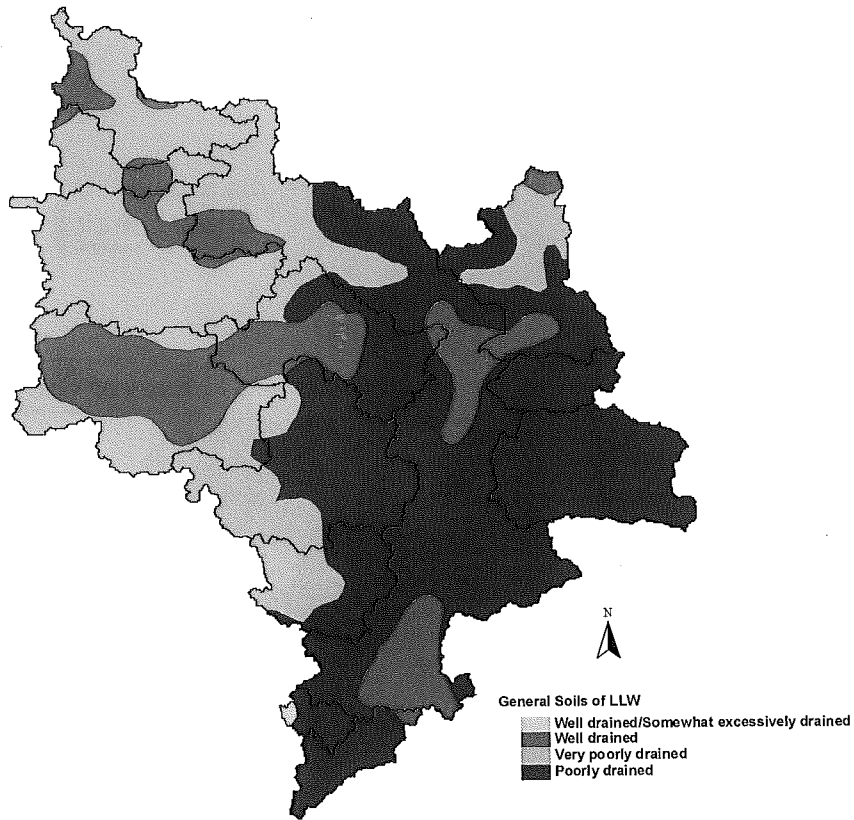 N
General Soils of LLW
Well drained/Somewhat excessively drained
Well drained
Very poorly drained
Poorly drained